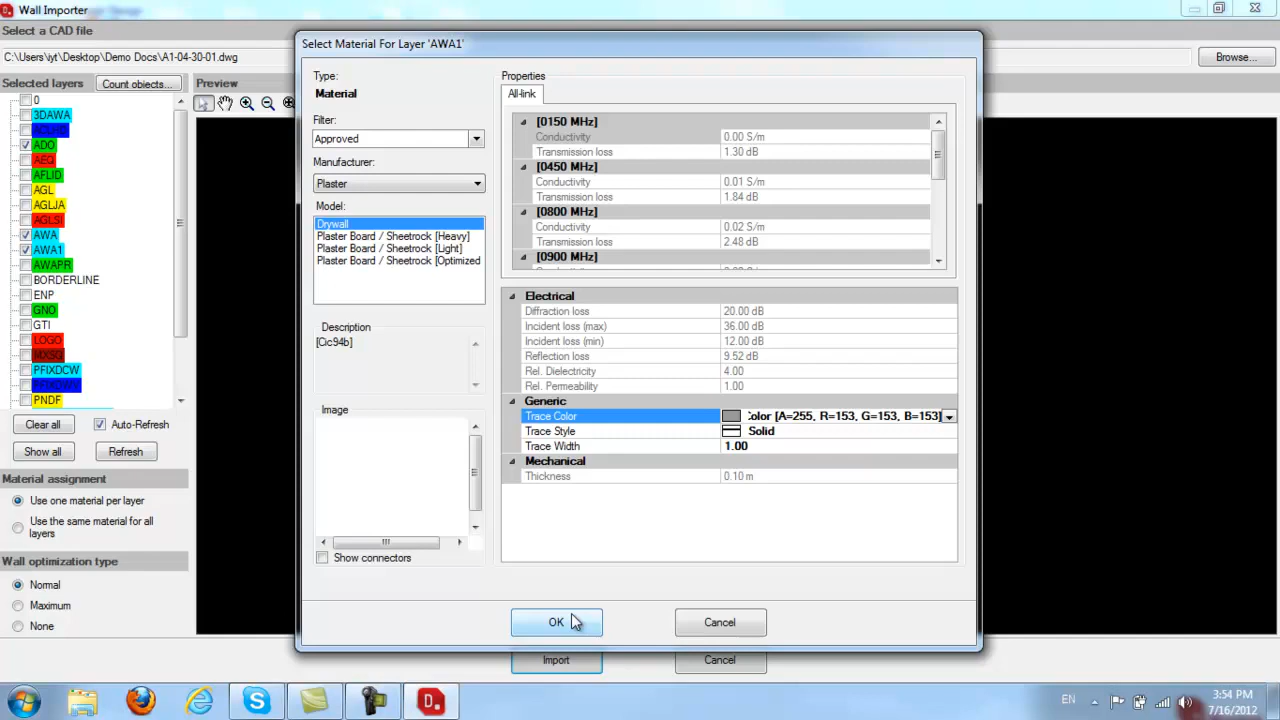 Wall Importer
Select a CAD file
C:\Users\jyt\Desktop\Demo Docs\A1-04-30-01.dwg
Browse...
Selected layers
Count objects...
Preview
0
3DAWA
ADO
AEQ
AFLID
AGL
AGLJA
AGLSI
AWA
AWA1
AWAPR
BORDERLINE
ENP
GNO
GTI
LOGO
MXSG
PFIXDCW
PFIXDWV
PNDF
Clear all
Auto-Refresh
Show all
Refresh
Material assignment
Use one material per layer
Use the same material for all
layers
Wall optimization type
Normal
Maximum
None
Select Material For Layer 'AWA1'
Type:
Material
Filter:
Approved
Manufacturer:
Plaster
Model:
Drywall
Plaster Board / Sheetrock [Heavy]
Plaster Board / Sheetrock [Light]
Plaster Board / Sheetrock [Optimized
Description
[Cic94b]
Image
Show connectors
Properties
All-link
[0150 MHz]
Conductivity 0.00 S/m
Transmission loss 1.30 dB
[0450 MHz]
Conductivity 0.01 S/m
Transmission loss 1.84 dB
[0800 MHz]
Conductivity 0.02 S/m
Transmission loss 2.48 dB
[0900 MHz]
Electrical
Diffraction loss 20.00 dB
Incident loss (max) 36.00 dB
Incident loss (min) 12.00 dB
Reflection loss 9.52 dB
Rel. Dielectricity 4.00
Rel. Permeability 1.00
Generic
Trace Color Color [A=255, R=153, G=153, B=153]
Trace Style Solid
Trace Width 1.00
Mechanical
Thickness 0.10 m
OK
Cancel
Import
Cancel
EN
3:54 PM
7/16/2012